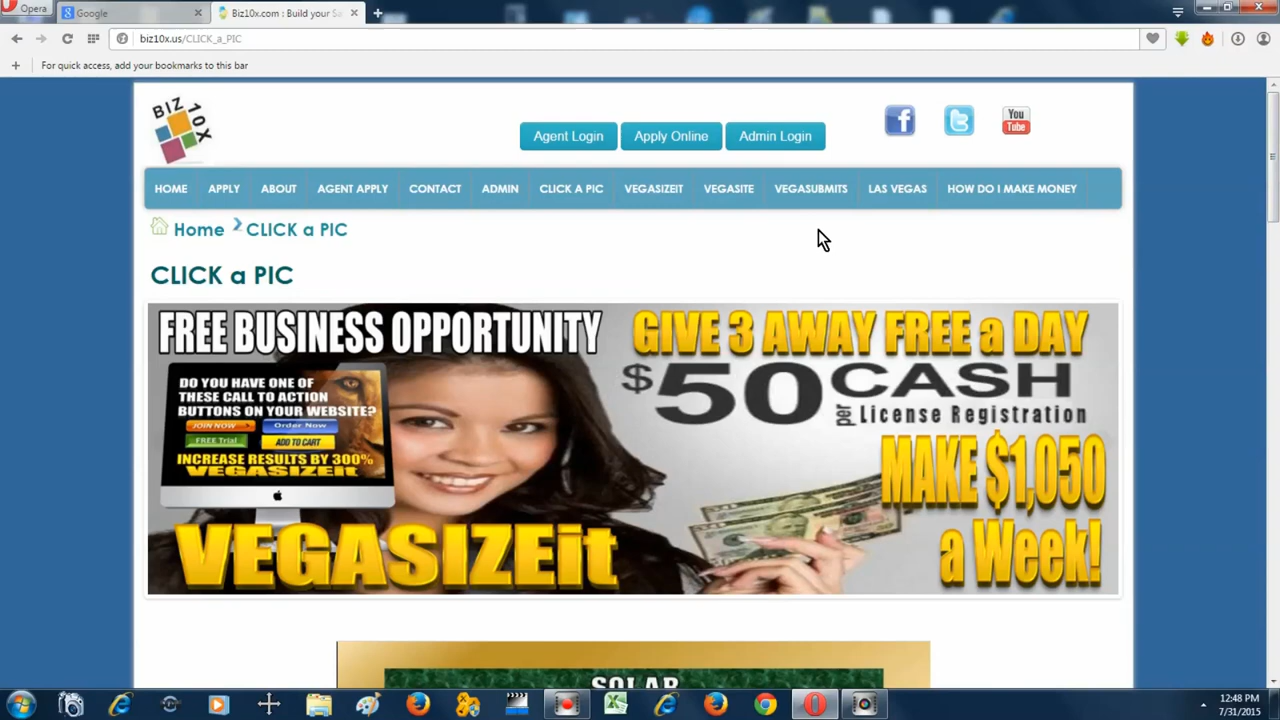 Opera
Google
Biz10x.com : Build your Sa
biz10x.us/CLICK_a_PIC
For quick access, add your bookmarks to this bar
BIZ 10X
Agent Login
Apply Online
Admin Login
f
You
Tube
HOME
APPLY
ABOUT
AGENT APPLY
CONTACT
ADMIN
CLICK A PIC
VEGASIZEIT
VEGASITE
VEGASUBMITS
LAS VEGAS
HOW DO I MAKE MONEY
Home CLICK a PIC
CLICK a PIC
FREE BUSINESS OPPORTUNITY
GIVE 3 AWAY FREE a DAY
$50 CASH
per License Registration
MAKE $1,050
a Week!
DO YOU HAVE ONE OF
THESE CALL TO ACTION
BUTTONS ON YOUR WEBSITE?
JOIN NOW
Order Now
FREE Trial
ADD TO CART
INCREASE RESULTS BY 300%
VEGASIZEit
VEGASIZEit
SOLAR
12:48 PM
7/31/2015